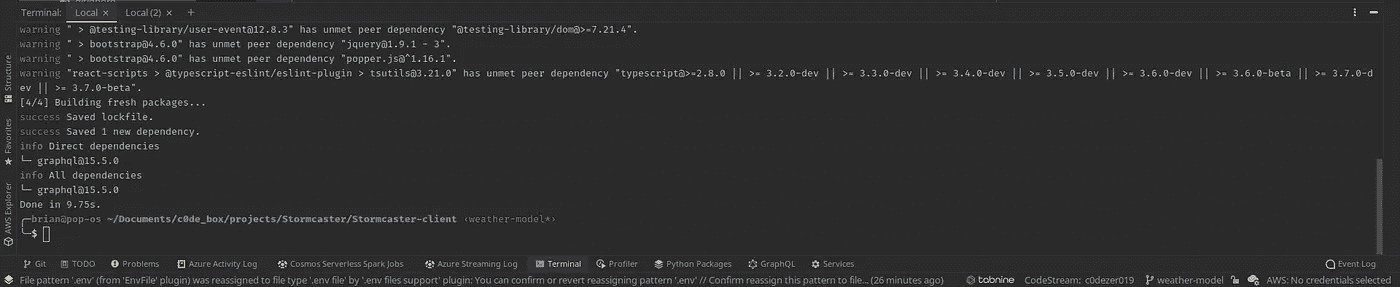 Terminal: Local × Local (2) × +
warning " > @testing-library/user-event@12.8.3" has unmet peer dependency "@testing-library/dom@>=7.21.4".
warning " > bootstrap@4.6.0" has unmet peer dependency "jquery@1.9.1 - 3".
warning " > bootstrap@4.6.0" has unmet peer dependency "popper.js@^1.16.1".
warning "react-scripts > @typescript-eslint/eslint-plugin > tsutils@3.21.0" has unmet peer dependency "typescript@>=2.8.0 || >= 3.2.0-dev || >= 3.3.0-dev || >= 3.4.0-dev || >= 3.5.0-dev || >= 3.6.0-dev || >= 3.6.0-beta || >= 3.7.0-d
ev || >= 3.7.0-beta".
[4/4] Building fresh packages...
success Saved lockfile.
success Saved 1 new dependency.
info Direct dependencies
└─ graphql@15.5.0
info All dependencies
└─ graphql@15.5.0
Done in 9.75s.
╭─brian@pop-os ~/Documents/c0de_box/projects/Stormcaster/Stormcaster-client ‹weather-model*›
╰─$
Structure
Favorites
AWS Explorer
Git TODO Problems Azure Activity Log Cosmos Serverless Spark Jobs Azure Streaming Log Terminal Profiler Python Packages GraphQL Services Event Log
File pattern '.env' (from 'EnvFile' plugin) was reassigned to file type '.env file' by '.env files support' plugin: You can confirm or revert reassigning pattern '.env' // Confirm reassign this pattern to file... (26 minutes ago) tabnine CodeStream: c0dezer019 weather-model AWS: No credentials selected